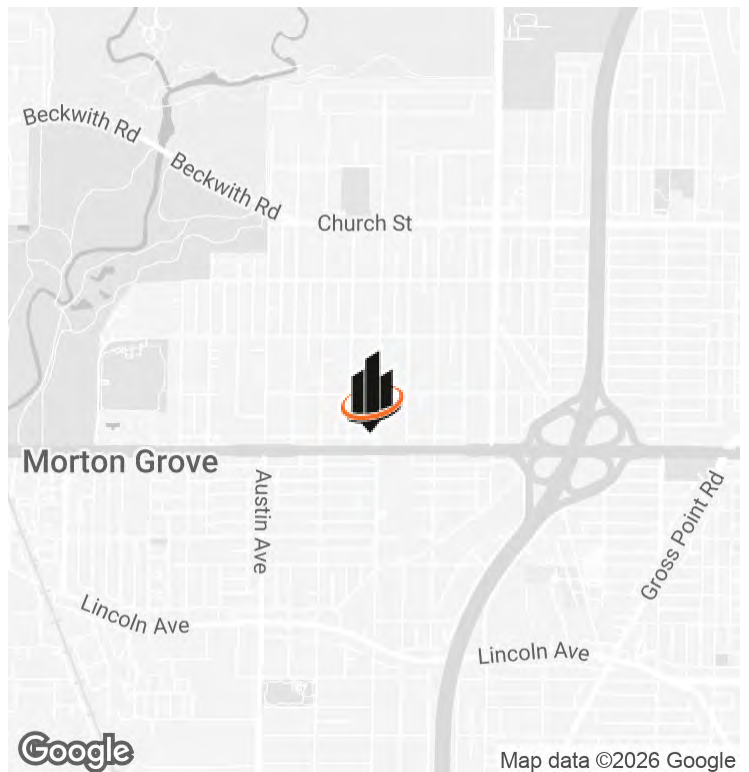 Beckwith Rd
Beckwith Rd
Church St
Morton Grove
Austin Ave
Gross Point Rd
Lincoln Ave
Lincoln Ave
Google
Map data ©2026 Google